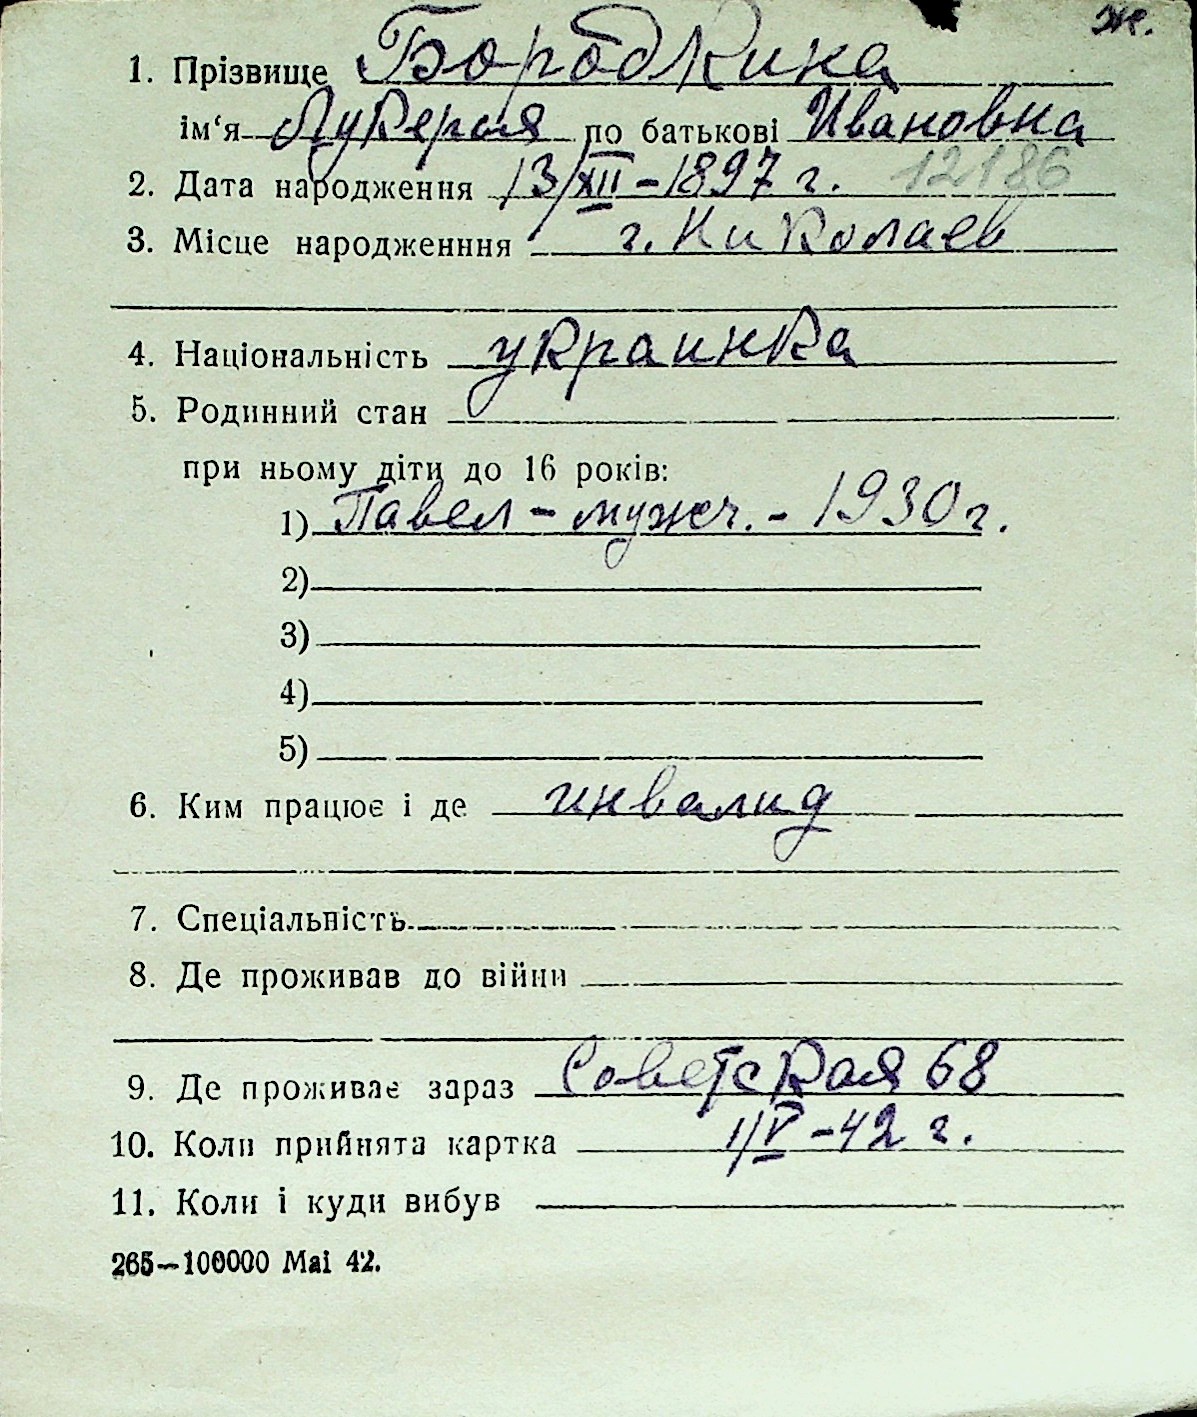 ж.
1. Прізвище Бородкина
ім‘я Лукерья по батькові Ивановна
2. Дата народження 13/XII – 1897 г. 12186
3. Місце народженння г. Николаев
4. Національність украинка
5. Родинний стан
при ньому діти до 16 років:
1) Павел – мужч. - 1930 г.
2)
3)
4)
5)
6. Ким працює і де инвалид
7. Спеціальність
8. Де проживав до війни
9. Де проживає зараз Советская 68
10. Коли прийнята картка 1/V – 42 г.
11. Коли і куди вибув
265—100000 Mai 42.